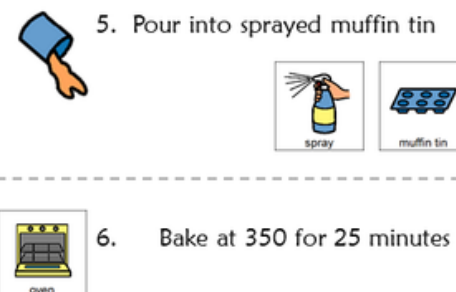 5. Pour into sprayed muffin tin
spray
muffin tin
6. Bake at 350 for 25 minutes
oven